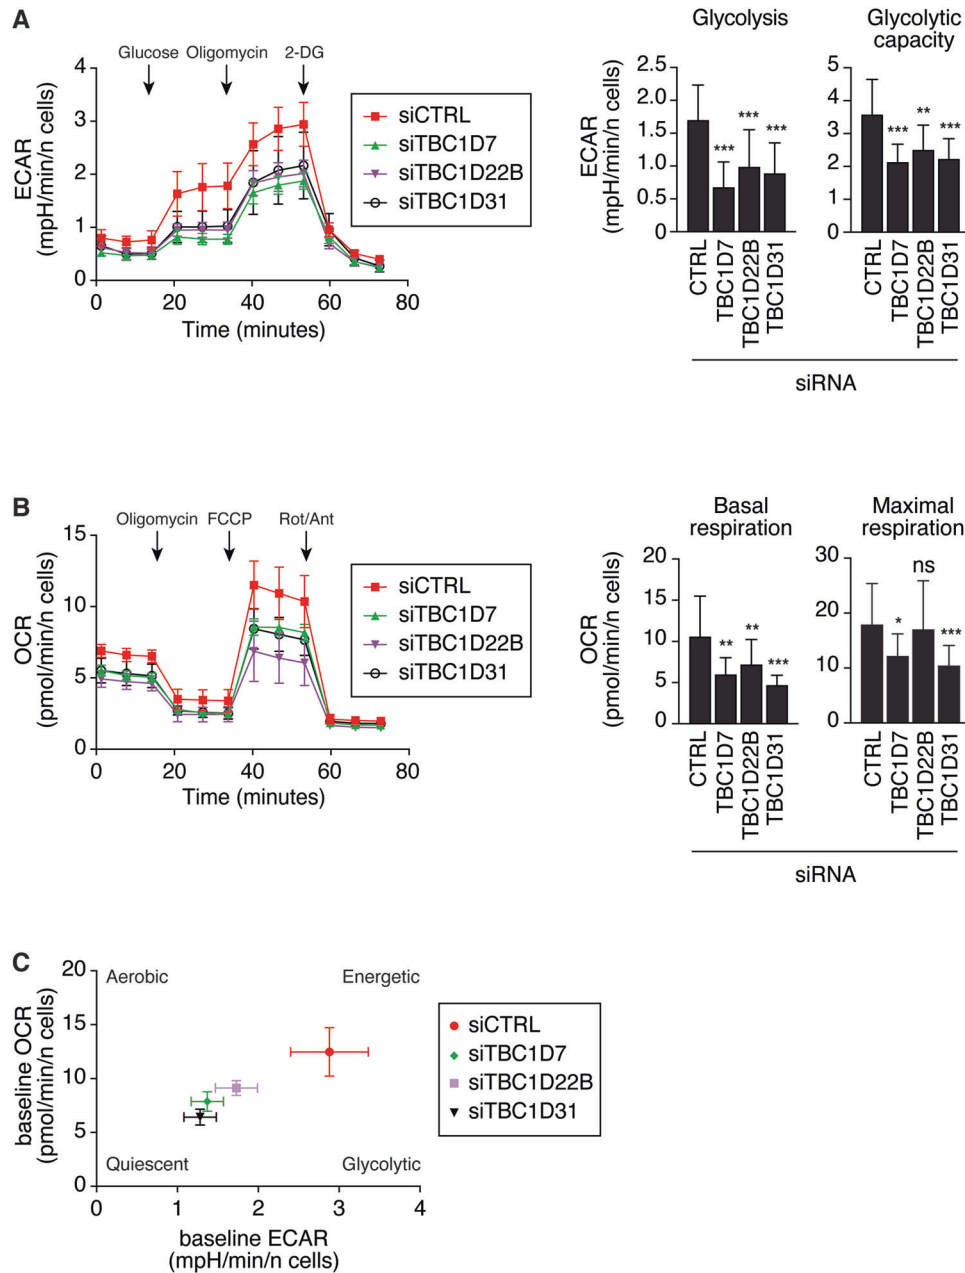 A
Glucose Oligomycin 2-DG
4
3
2
1
0
ECAR
(mpH/min/n cells)
0 20 40 60 80
Time (minutes)
siCTRL
siTBC1D7
siTBC1D22B
siTBC1D31
Glycolysis
2.5
2.0
1.5
1.0
0.5
0
ECAR
(mpH/min/n cells)
*** *** ***
CTRL
TBC1D7
TBC1D22B
TBC1D31
Glycolytic
capacity
5
4
3
2
1
0
*** ** ***
CTRL
TBC1D7
TBC1D22B
TBC1D31
siRNA
B
Oligomycin FCCP Rot/Ant
15
10
5
0
OCR
(pmol/min/n cells)
0 20 40 60 80
Time (minutes)
siCTRL
siTBC1D7
siTBC1D22B
siTBC1D31
Basal
respiration
20
15
10
5
0
OCR
(pmol/min/n cells)
** ** ***
CTRL
TBC1D7
TBC1D22B
TBC1D31
Maximal
respiration
30
20
10
0
* ns ***
CTRL
TBC1D7
TBC1D22B
TBC1D31
siRNA
C
20
15
10
5
0
baseline OCR
(pmol/min/n cells)
Aerobic Energetic
Quiescent Glycolytic
0 1 2 3 4
baseline ECAR
(mpH/min/n cells)
siCTRL
siTBC1D7
siTBC1D22B
siTBC1D31